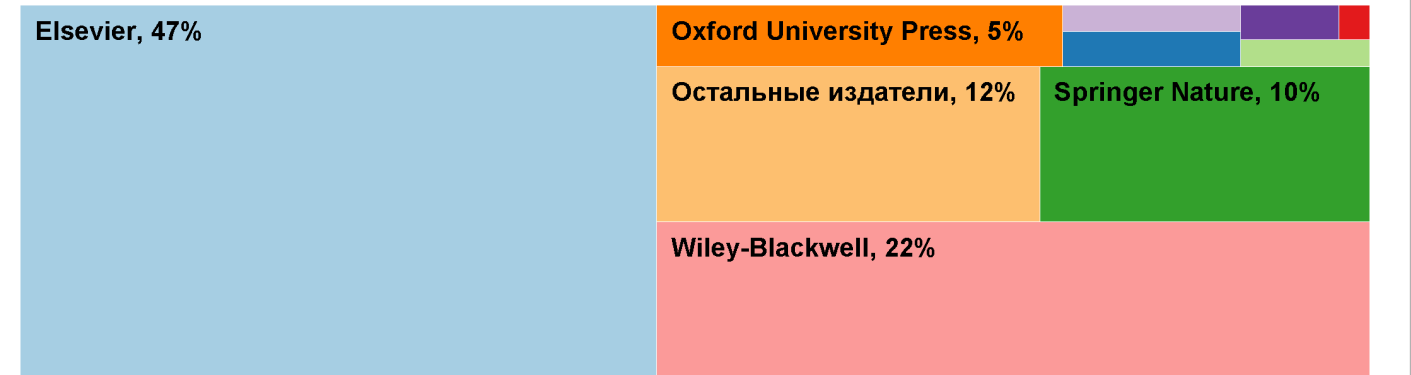 Elsevier, 47%
Oxford University Press, 5%
Остальные издатели, 12%
Springer Nature, 10%
Wiley-Blackwell, 22%